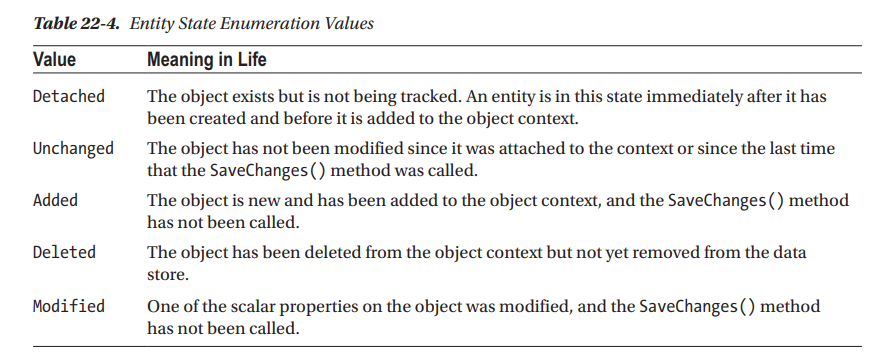 Table 22-4. Entity State Enumeration Values
Value Meaning in Life
Detached The object exists but is not being tracked. An entity is in this state immediately after it has
been created and before it is added to the object context.
Unchanged The object has not been modified since it was attached to the context or since the last time
that the SaveChanges() method was called.
Added The object is new and has been added to the object context, and the SaveChanges() method
has not been called.
Deleted The object has been deleted from the object context but not yet removed from the data
store.
Modified One of the scalar properties on the object was modified, and the SaveChanges() method
has not been called.